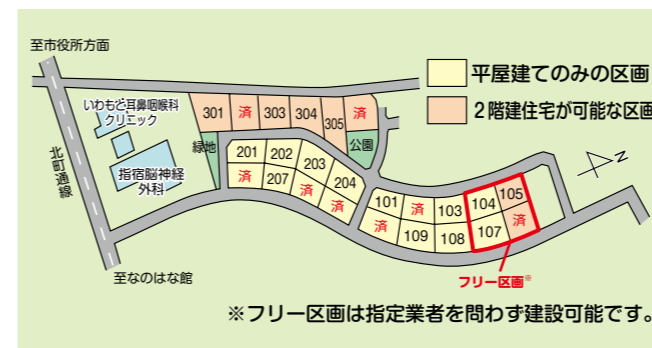 至市役所方面
平屋建てのみの区画
2階建住宅が可能な区画
いわもと耳鼻咽喉科
クリニック
301 済 303 304 305 済
緑地
公園
北町通線
指宿脳神経
外科
201 202 203 204
済 207 済 済
101 済 103 104 105
済 109 108 107 済
N
至なのはな館
フリー区画※
※フリー区画は指定業者を問わず建設可能です。